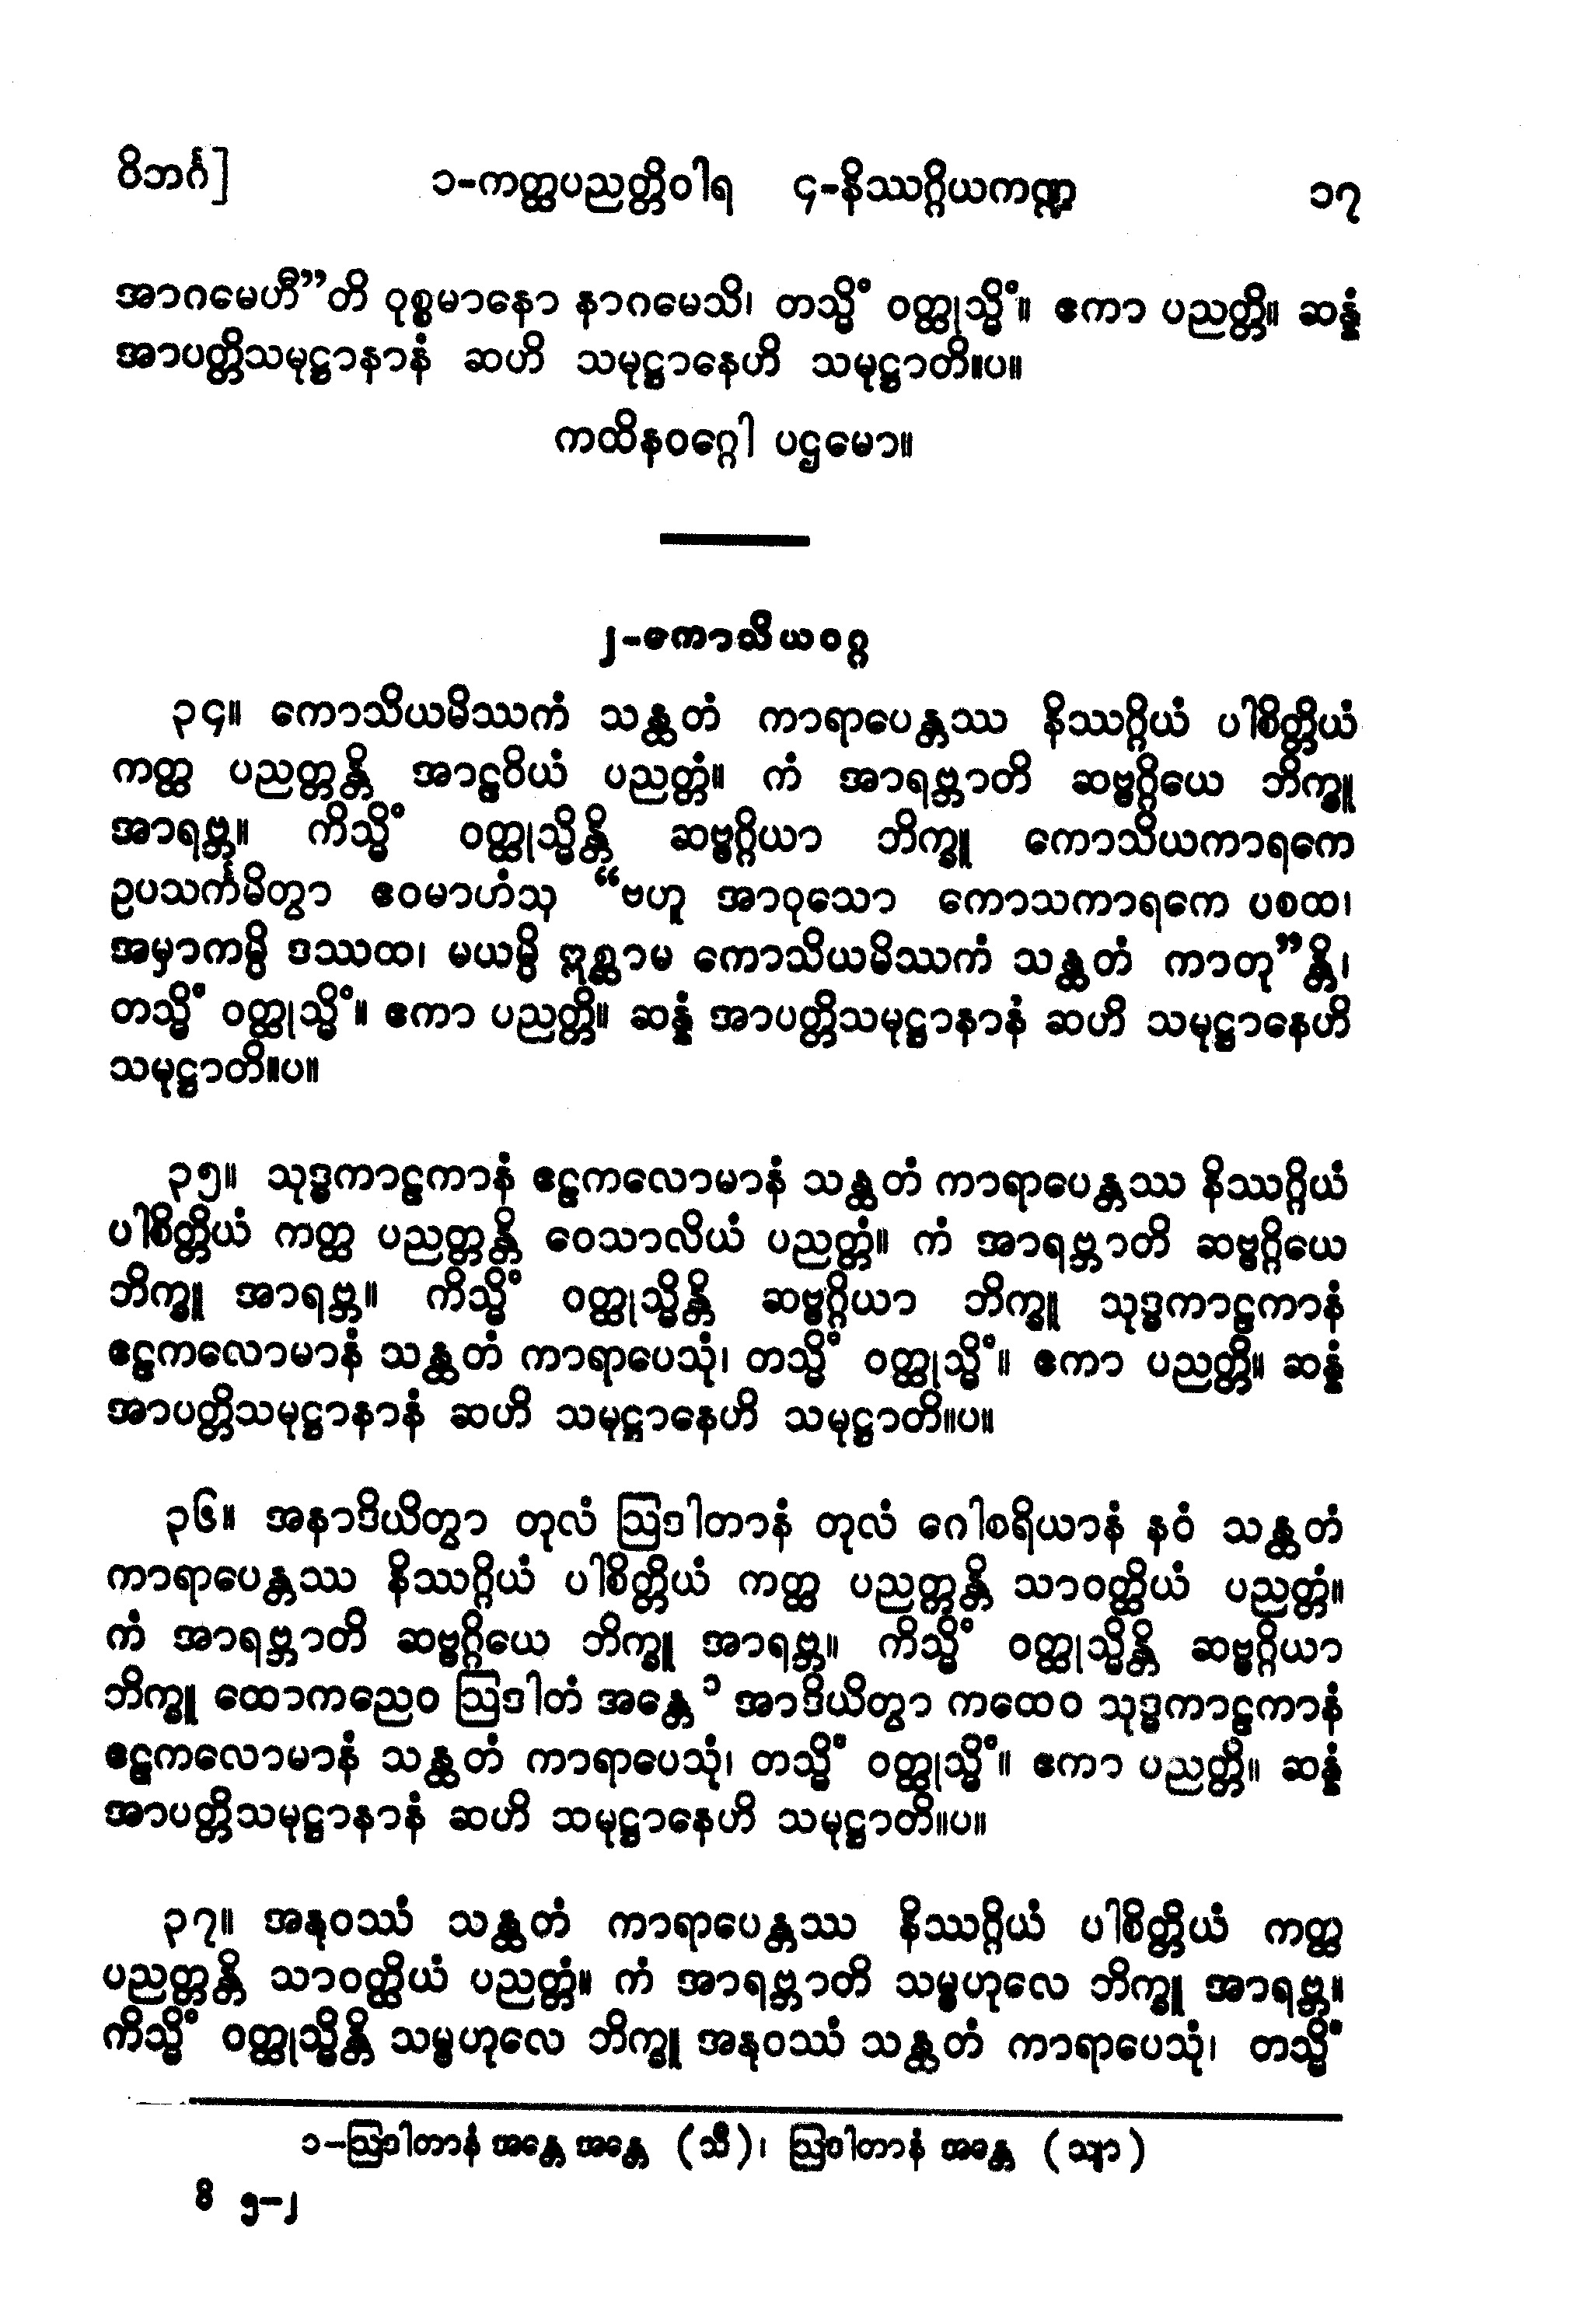 ဝိဘင်္ဂ] ၁-ကတ္ထပညတ္တိဝါရ ၄-နိဿဂ္ဂိယကဏ္ဍ ၁၇
အာဂမေဟီ”တိ ဝုစ္စမာနော နာဂမေသိ၊ တသ္မိံ ဝတ္ထုသ္မိံ။ ဧကာ ပညတ္တိ။ ဆန္နံ
အာပတ္တိသမုဋ္ဌာနာနံ ဆဟိ သမုဋ္ဌာနေဟိ သမုဋ္ဌာတိ။ပ။
ကထိနဝဂ္ဂေါ ပဌမော။
၂-ကောသိယဝဂ္ဂ
၃၄။ ကောသိယမိဿကံ သန္ထတံ ကာရာပေန္တဿ နိဿဂ္ဂိယံ ပါစိတ္တိယံ
ကတ္ထ ပညတ္တန္တိ အာဠဝိယံ ပညတ္တံ။ ကံ အာရဗ္ဘာတိ ဆဗ္ဗဂ္ဂိယေ ဘိက္ခူ
အာရဗ္ဘ။ ကိသ္မိံ ဝတ္ထုသ္မိန္တိ ဆဗ္ဗဂ္ဂိယာ ဘိက္ခူ ကောသိယကာရကေ
ဥပသင်္ကမိတွာ ဧဝမာဟံသု “ဗဟူ အာဝုသော ကောသကာရကေ ပစထ၊
အမှာကမ္ပိ ဒဿထ၊ မယမ္ပိ ဣစ္ဆာမ ကောသိယမိဿကံ သန္ထတံ ကာတု”န္တိ၊
တသ္မိံ ဝတ္ထုသ္မိံ။ ဧကာ ပညတ္တိ။ ဆန္နံ အာပတ္တိသမုဋ္ဌာနာနံ ဆဟိ သမုဋ္ဌာနေဟိ
သမုဋ္ဌာတိ။ပ။
၃၅။ သုဒ္ဓကာဠကာနံ ဧဠကလောမာနံ သန္ထတံ ကာရာပေန္တဿ နိဿဂ္ဂိယံ
ပါစိတ္တိယံ ကတ္ထ ပညတ္တန္တိ ဝေသာလိယံ ပညတ္တံ။ ကံ အာရဗ္ဘာတိ ဆဗ္ဗဂ္ဂိယေ
ဘိက္ခူ အာရဗ္ဘ။ ကိသ္မိံ ဝတ္ထုသ္မိန္တိ ဆဗ္ဗဂ္ဂိယာ ဘိက္ခူ သုဒ္ဓကာဠကာနံ
ဧဠကလောမာနံ သန္ထတံ ကာရာပေသုံ၊ တသ္မိံ ဝတ္ထုသ္မိံ။ ဧကာ ပညတ္တိ။ ဆန္နံ
အာပတ္တိသမုဋ္ဌာနာနံ ဆဟိ သမုဋ္ဌာနေဟိ သမုဋ္ဌာတိ။ပ။
၃၆။ အနာဒိယိတွာ တုလံ ဩဒါတာနံ တုလံ ဂေါစရိယာနံ နဝံ သန္ထတံ
ကာရာပေန္တဿ နိဿဂ္ဂိယံ ပါစိတ္တိယံ ကတ္ထ ပညတ္တန္တိ သာဝတ္ထိယံ ပညတ္တံ။
ကံ အာရဗ္ဘာတိ ဆဗ္ဗဂ္ဂိယေ ဘိက္ခူ အာရဗ္ဘ။ ကိသ္မိံ ဝတ္ထုသ္မိန္တိ ဆဗ္ဗဂ္ဂိယာ
ဘိက္ခူ ထောကညေဝ ဩဒါတံ အန္တေ ၁ အာဒိယိတွာ ကထေဝ သုဒ္ဓကာဠကာနံ
ဧဠကလောမာနံ သန္ထတံ ကာရာပေသုံ၊ တသ္မိံ ဝတ္ထုသ္မိံ။ ဧကာ ပညတ္တိ။ ဆန္နံ
အာပတ္တိသမုဋ္ဌာနာနံ ဆဟိ သမုဋ္ဌာနေဟိ သမုဋ္ဌာတိ။ပ။
၃၇။ အနုဝဿံ သန္ထတံ ကာရာပေန္တဿ နိဿဂ္ဂိယံ ပါစိတ္တိယံ ကတ္ထ
ပညတ္တန္တိ သာဝတ္ထိယံ ပညတ္တံ။ ကံ အာရဗ္ဘာတိ သမ္ဗဟုလေ ဘိက္ခူ အာရဗ္ဘ။
ကိသ္မိံ ဝတ္ထုသ္မိန္တိ သမ္ဗဟုလေ ဘိက္ခူ အနုဝဿံ သန္ထတံ ကာရာပေသုံ၊ တသ္မိံ
၁-ဩဒါတာနံ အန္တေ အန္တေ (သီ)၊ ဩဒါတာနံ အန္တေ (သျာ)
ဝိ ၅-၂